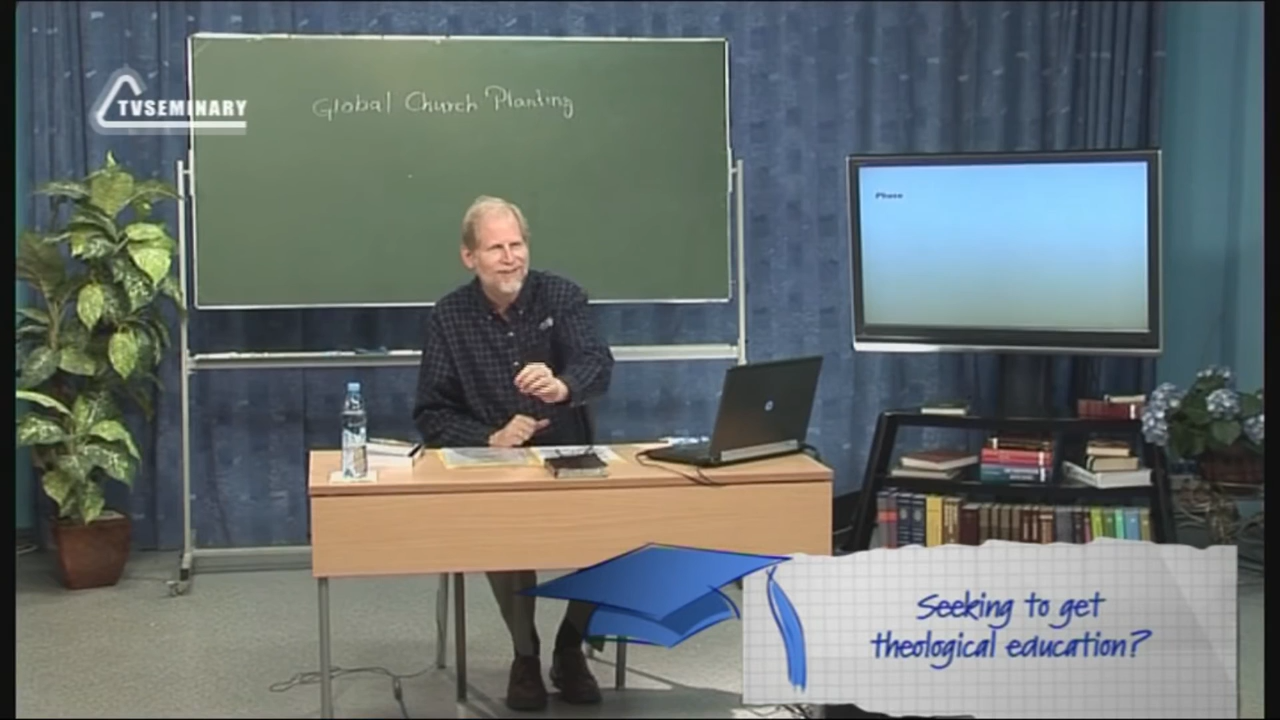 TVSEMINARY
Global Church Planting
Phase
Seeking to get
theological education?